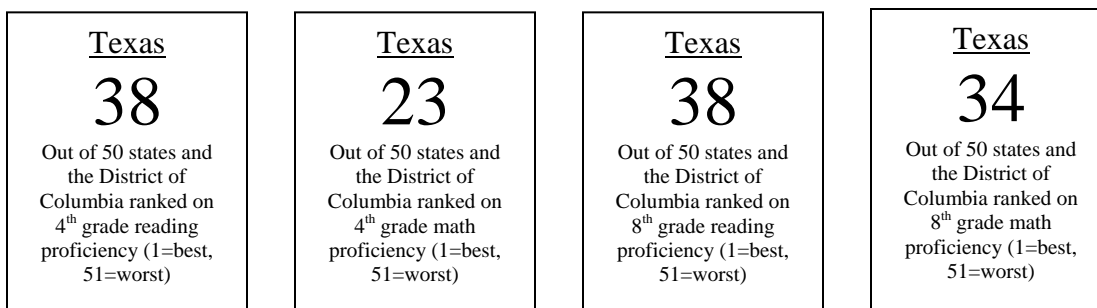 Texas
38
Out of 50 states and
the District of
Columbia ranked on
4th grade reading
proficiency (1=best,
51=worst)
Texas
23
Out of 50 states and
the District of
Columbia ranked on
4th grade math
proficiency (1=best,
51=worst)
Texas
38
Out of 50 states and
the District of
Columbia ranked on
8th grade reading
proficiency (1=best,
51=worst)
Texas
34
Out of 50 states and
the District of
Columbia ranked on
8th grade math
proficiency (1=best,
51=worst)